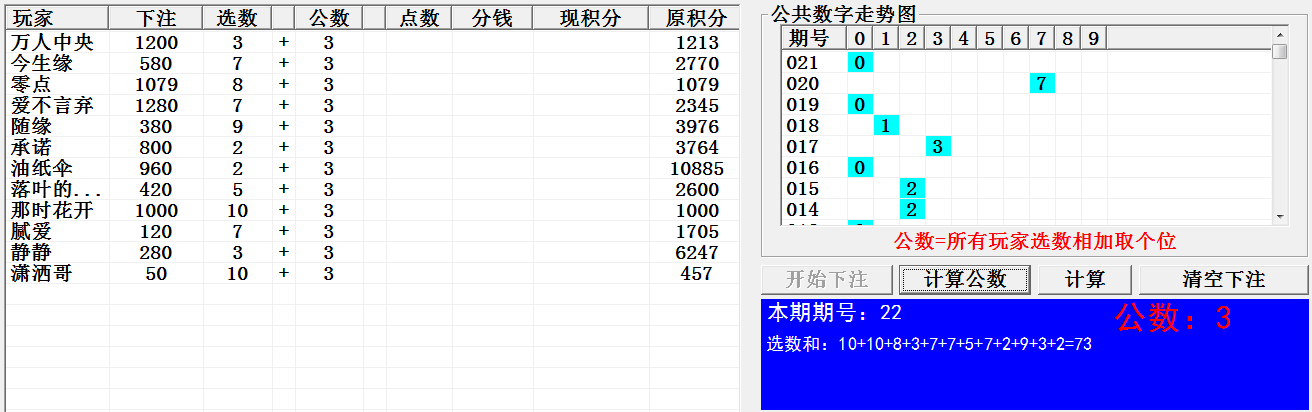 玩家 下注 选数 公数 点数 分钱 现积分 原积分
万人中央 1200 3 + 3 1213
今生缘 580 7 + 3 2770
零点 1079 8 + 3 1079
爱不言弃 1280 7 + 3 2345
随缘 380 9 + 3 3976
承诺 800 2 + 3 3764
油纸伞 960 2 + 3 10885
落叶的... 420 5 + 3 2600
那时花开 1000 10 + 3 1000
腻爱 120 7 + 3 1705
静静 280 3 + 3 6247
潇洒哥 50 10 + 3 457
公共数字走势图
期号 0 1 2 3 4 5 6 7 8 9
021 0
020 7
019 0
018 1
017 3
016 0
015 2
014 2
公数=所有玩家选数相加取个位
开始下注 计算公数 计算 清空下注
本期期号：22 公数：3
选数和：10+10+8+3+7+7+5+7+2+9+3+2=73